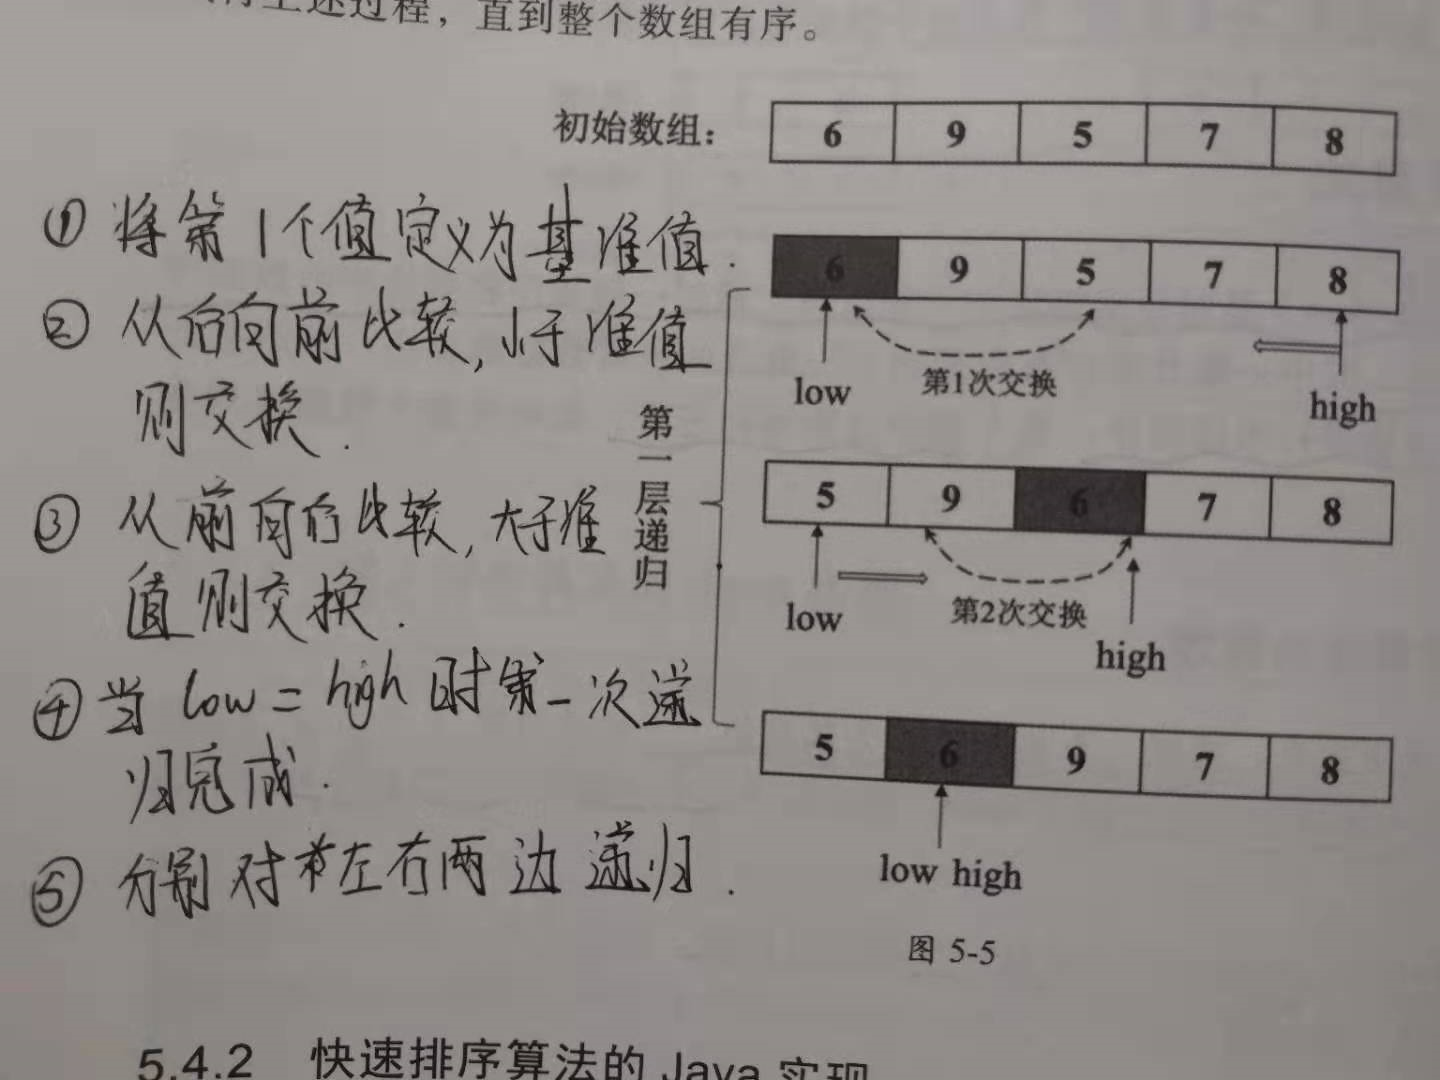 上述过程，直到整个数组有序。
初始数组： 6 9 5 7 8
① 将第1个值定义为基准值.
6 9 5 7 8
② 从后向前比较,小于准值
则交换.
low 第1次交换 high
第一层递归
5 9 6 7 8
③ 从前向后比较,大于准
值则交换.
low 第2次交换 high
④ 当 low = high 时第一次递
归完成.
5 6 9 7 8
⑤ 分别对左右两边递归.
low high
图 5-5
5.4.2 快速排序算法的 Java 实现